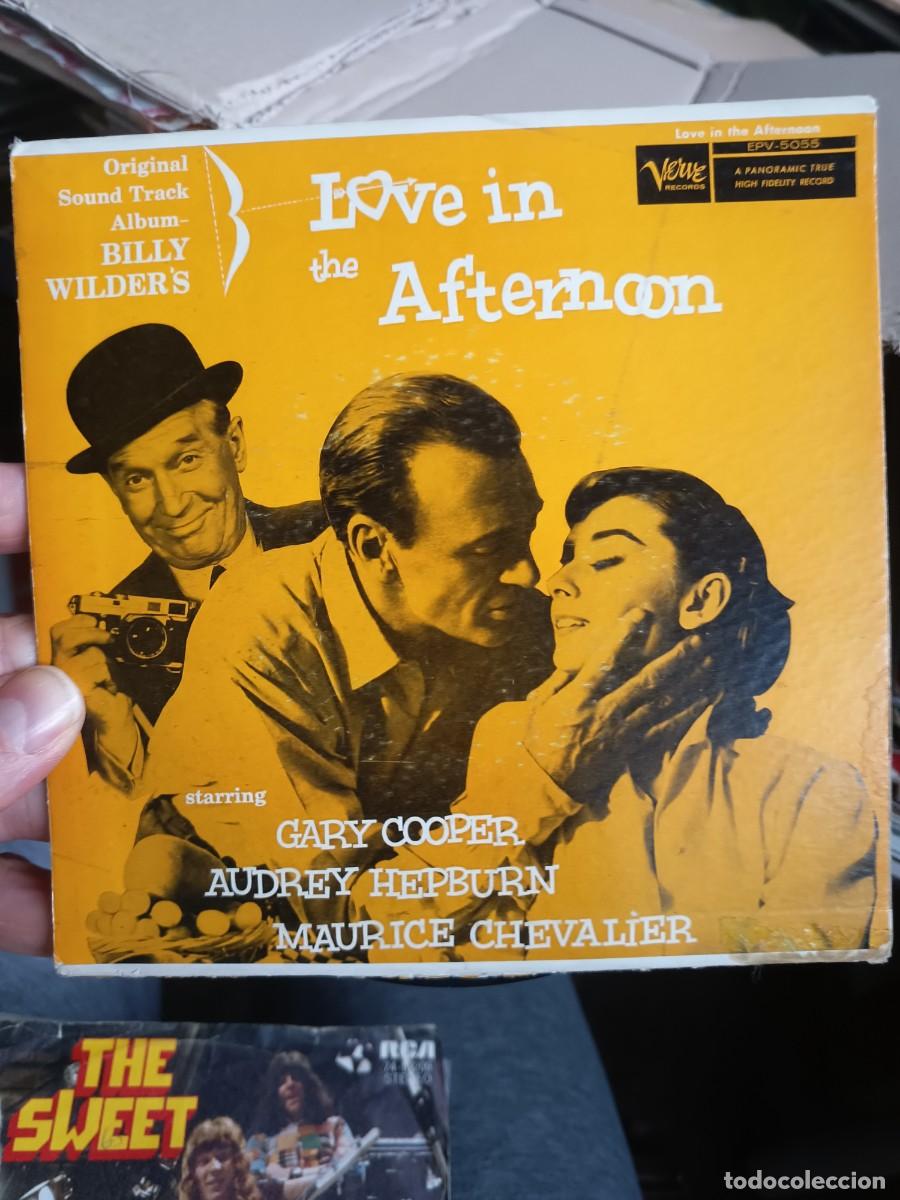 Original
Sound Track
Album-
BILLY
WILDER'S
Love in
the Afternoon
Love in the Afternoon
Verve
RECORDS
EPV-5055
A PANORAMIC TRUE
HIGH FIDELITY RECORD
starring
GARY COOPER
AUDREY HEPBURN
MAURICE CHEVALIER
THE
SWEET
RCA
STEREO
todocoleccion